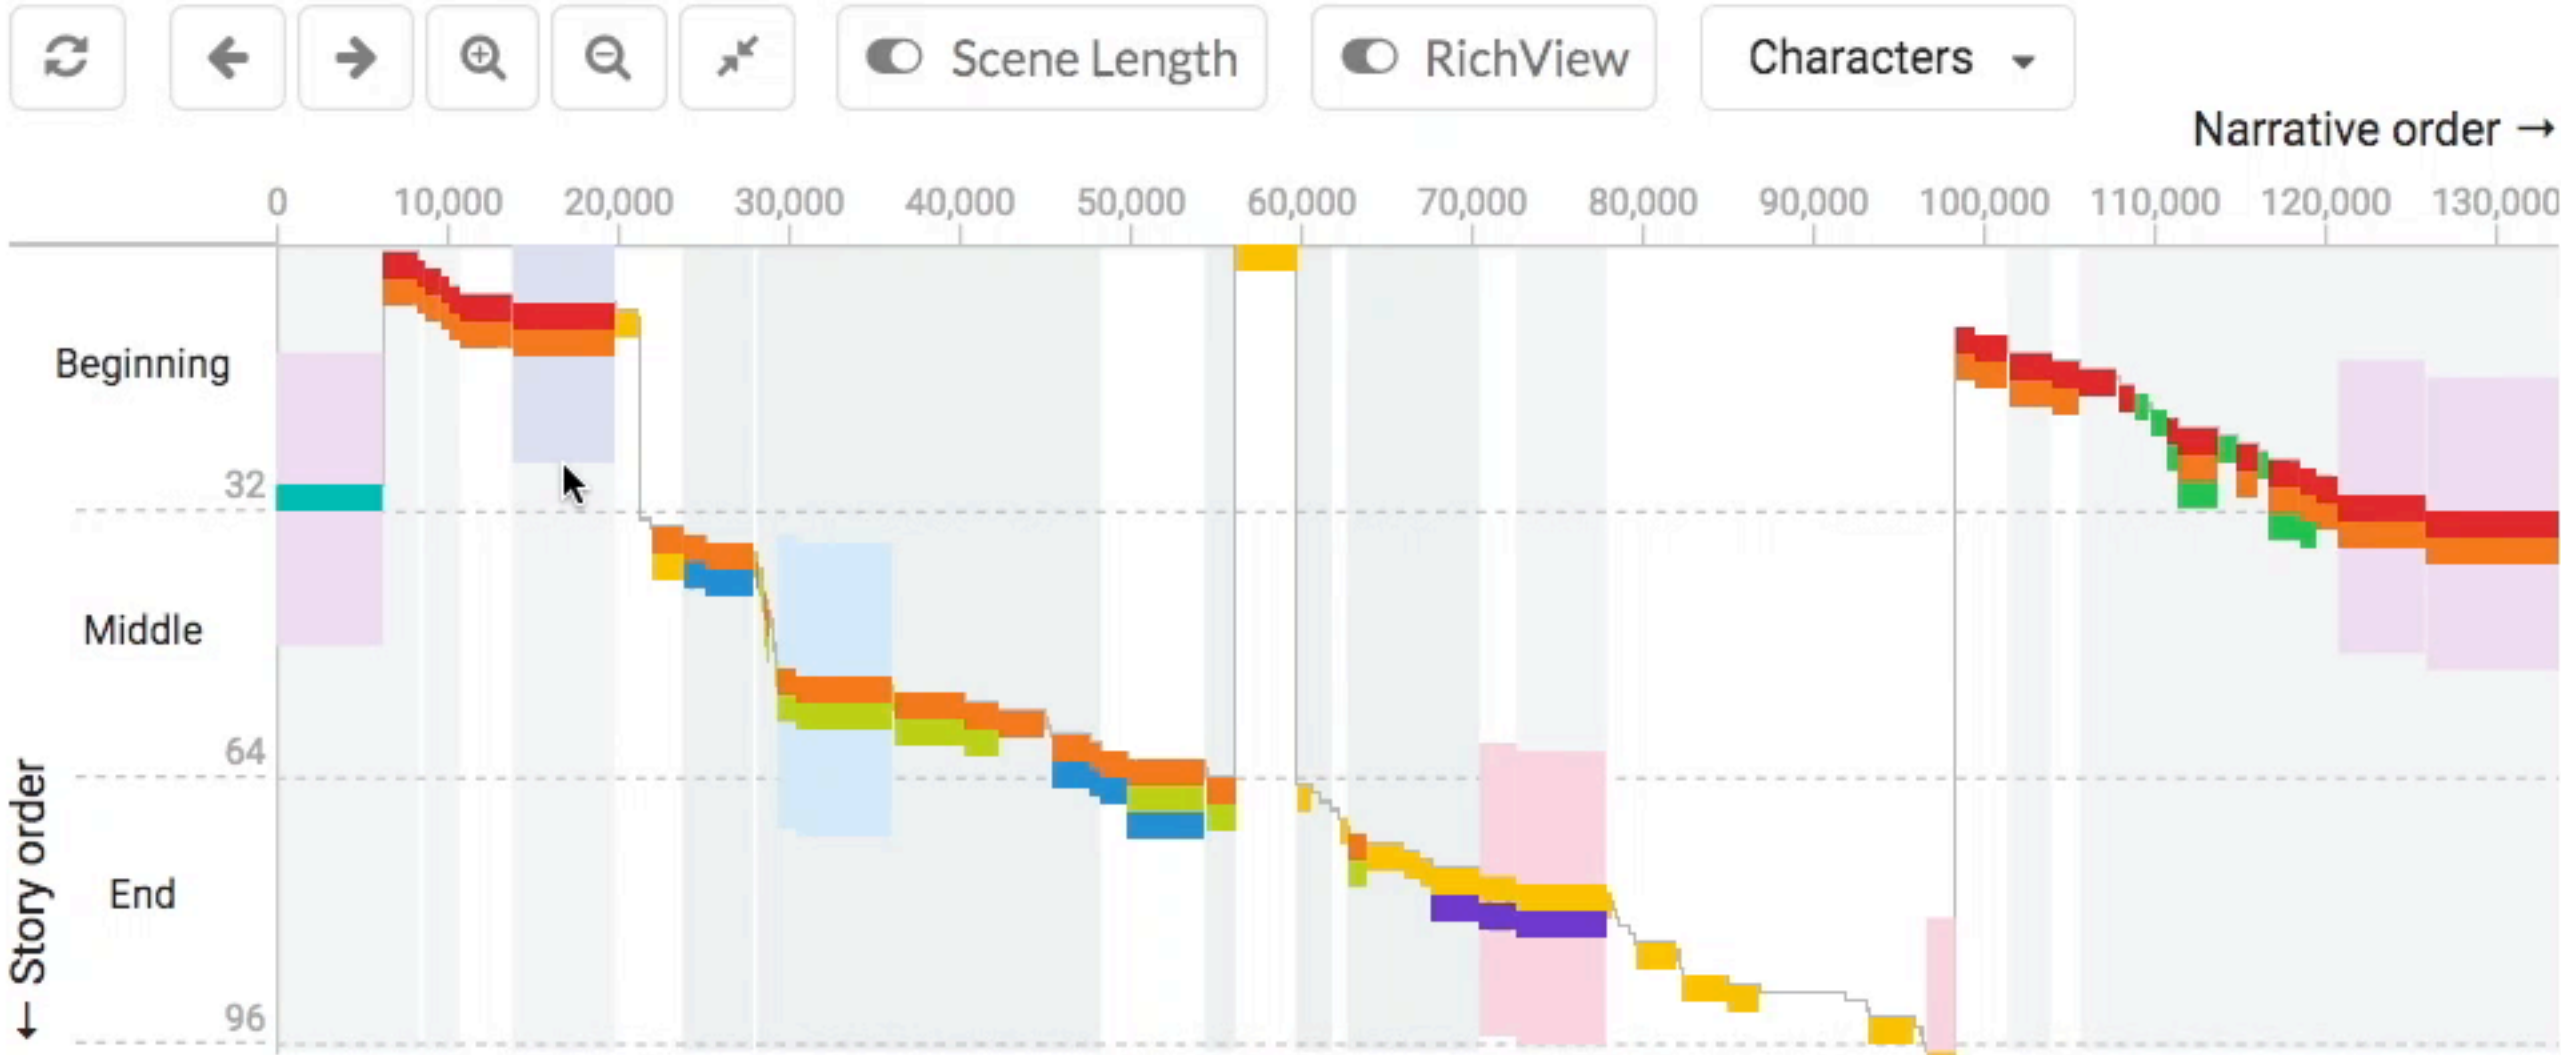 Scene Length RichView Characters
Narrative order →
0 10,000 20,000 30,000 40,000 50,000 60,000 70,000 80,000 90,000 100,000 110,000 120,000 130,000
Beginning
32
Middle
64
End
96
← Story order